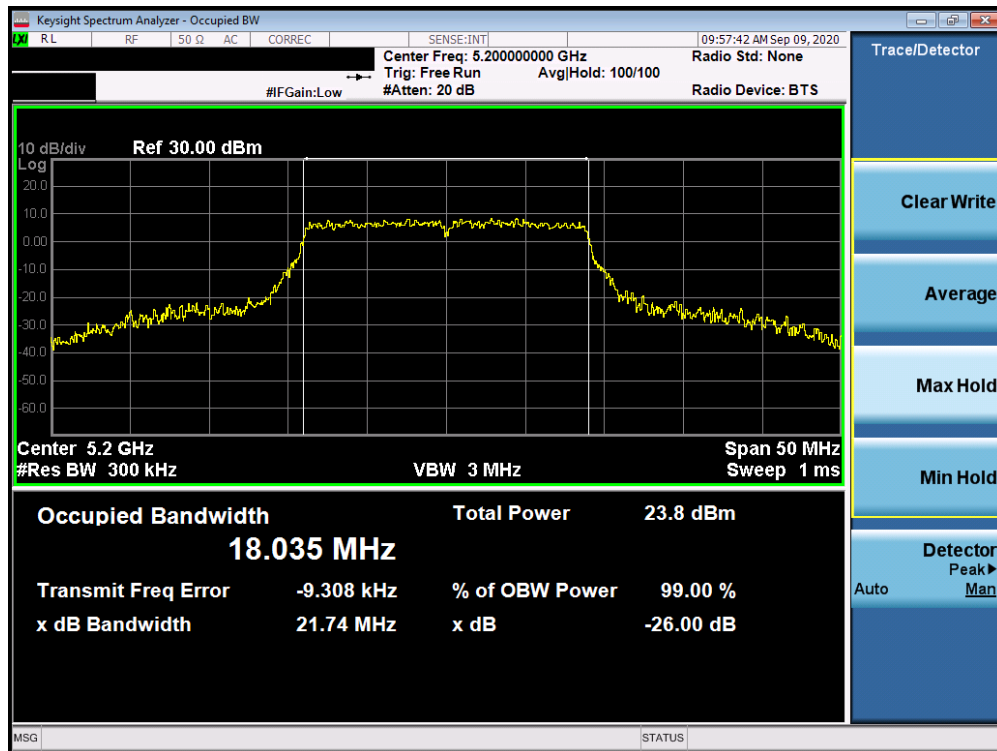 Keysight Spectrum Analyzer - Occupied BW
LXI RL RF 50 Ω AC CORREC SENSE:INT 09:57:42 AM Sep 09, 2020
Center Freq: 5.200000000 GHz Radio Std: None
Trig: Free Run Avg|Hold: 100/100
#IFGain:Low #Atten: 20 dB Radio Device: BTS
Trace/Detector
10 dB/div Ref 30.00 dBm
Log
20.0
10.0
0.00
-10.0
-20.0
-30.0
-40.0
-50.0
-60.0
Center 5.2 GHz Span 50 MHz
#Res BW 300 kHz VBW 3 MHz Sweep 1 ms
Occupied Bandwidth Total Power 23.8 dBm
18.035 MHz
Transmit Freq Error -9.308 kHz % of OBW Power 99.00 %
x dB Bandwidth 21.74 MHz x dB -26.00 dB
Clear Write
Average
Max Hold
Min Hold
Detector
Peak▶
Auto Man
MSG STATUS